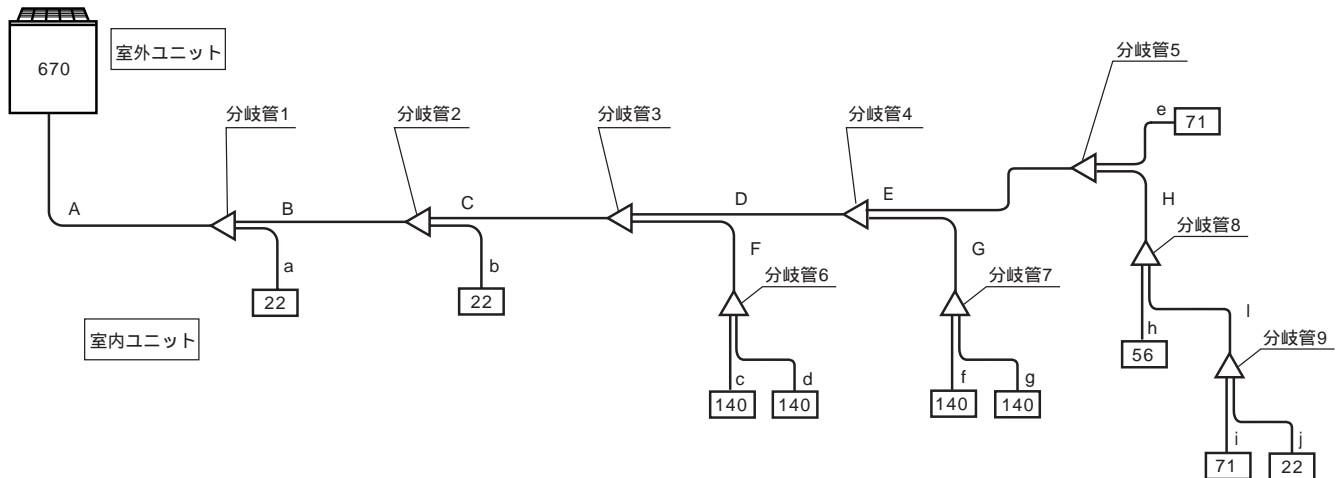 670
室外ユニット
分岐管1
分岐管2
分岐管3
分岐管4
分岐管5
e
71
A
B
C
D
E
H
a
22
b
22
F
G
分岐管8
分岐管6
分岐管7
室内ユニット
h
56
I
分岐管9
c
d
140
140
f
g
140
140
i
j
71
22